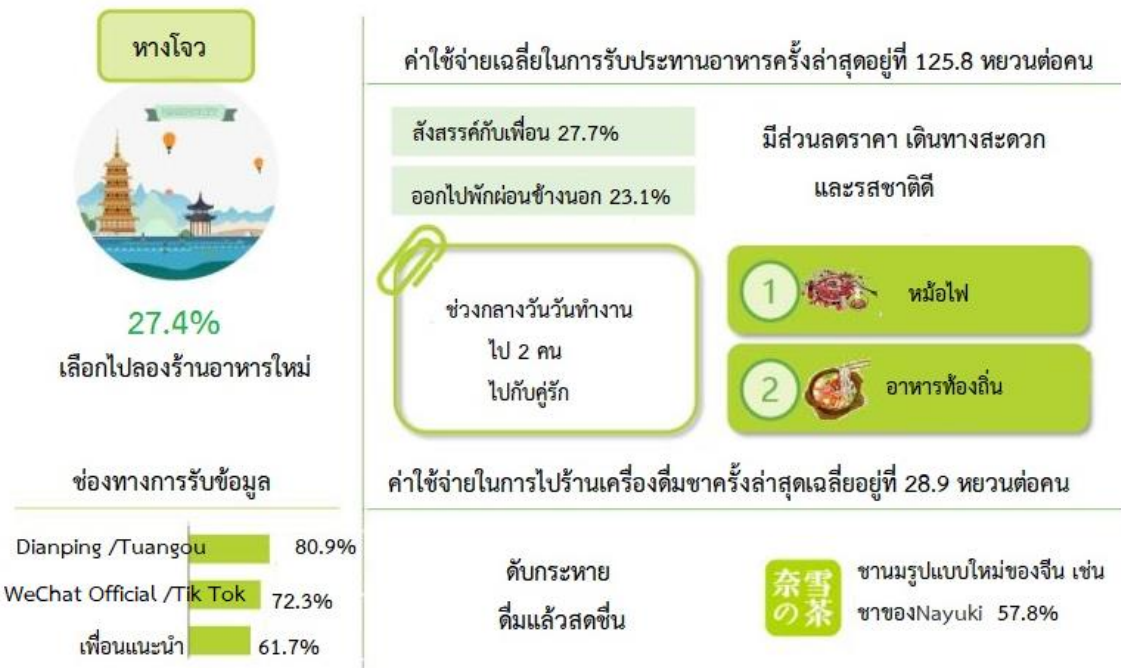 หางโจว
27.4%
เลือกไปลองร้านอาหารใหม่
ช่องทางการรับข้อมูล
Dianping /Tuangou 80.9%
WeChat Official /Tik Tok 72.3%
เพื่อนแนะนำ 61.7%
ค่าใช้จ่ายเฉลี่ยในการรับประทานอาหารครั้งล่าสุดอยู่ที่ 125.8 หยวนต่อคน
สังสรรค์กับเพื่อน 27.7%
ออกไปพักผ่อนข้างนอก 23.1%
มีส่วนลดราคา เดินทางสะดวก
และรสชาติดี
ช่วงกลางวันวันทำงาน
ไป 2 คน
ไปกับคู่รัก
1 หม้อไฟ
2 อาหารท้องถิ่น
ค่าใช้จ่ายในการไปร้านเครื่องดื่มชาครั้งล่าสุดเฉลี่ยอยู่ที่ 28.9 หยวนต่อคน
ดับกระหาย
ดื่มแล้วสดชื่น
奈雪
の茶
ชานมรูปแบบใหม่ของจีน เช่น
ชาของNayuki 57.8%